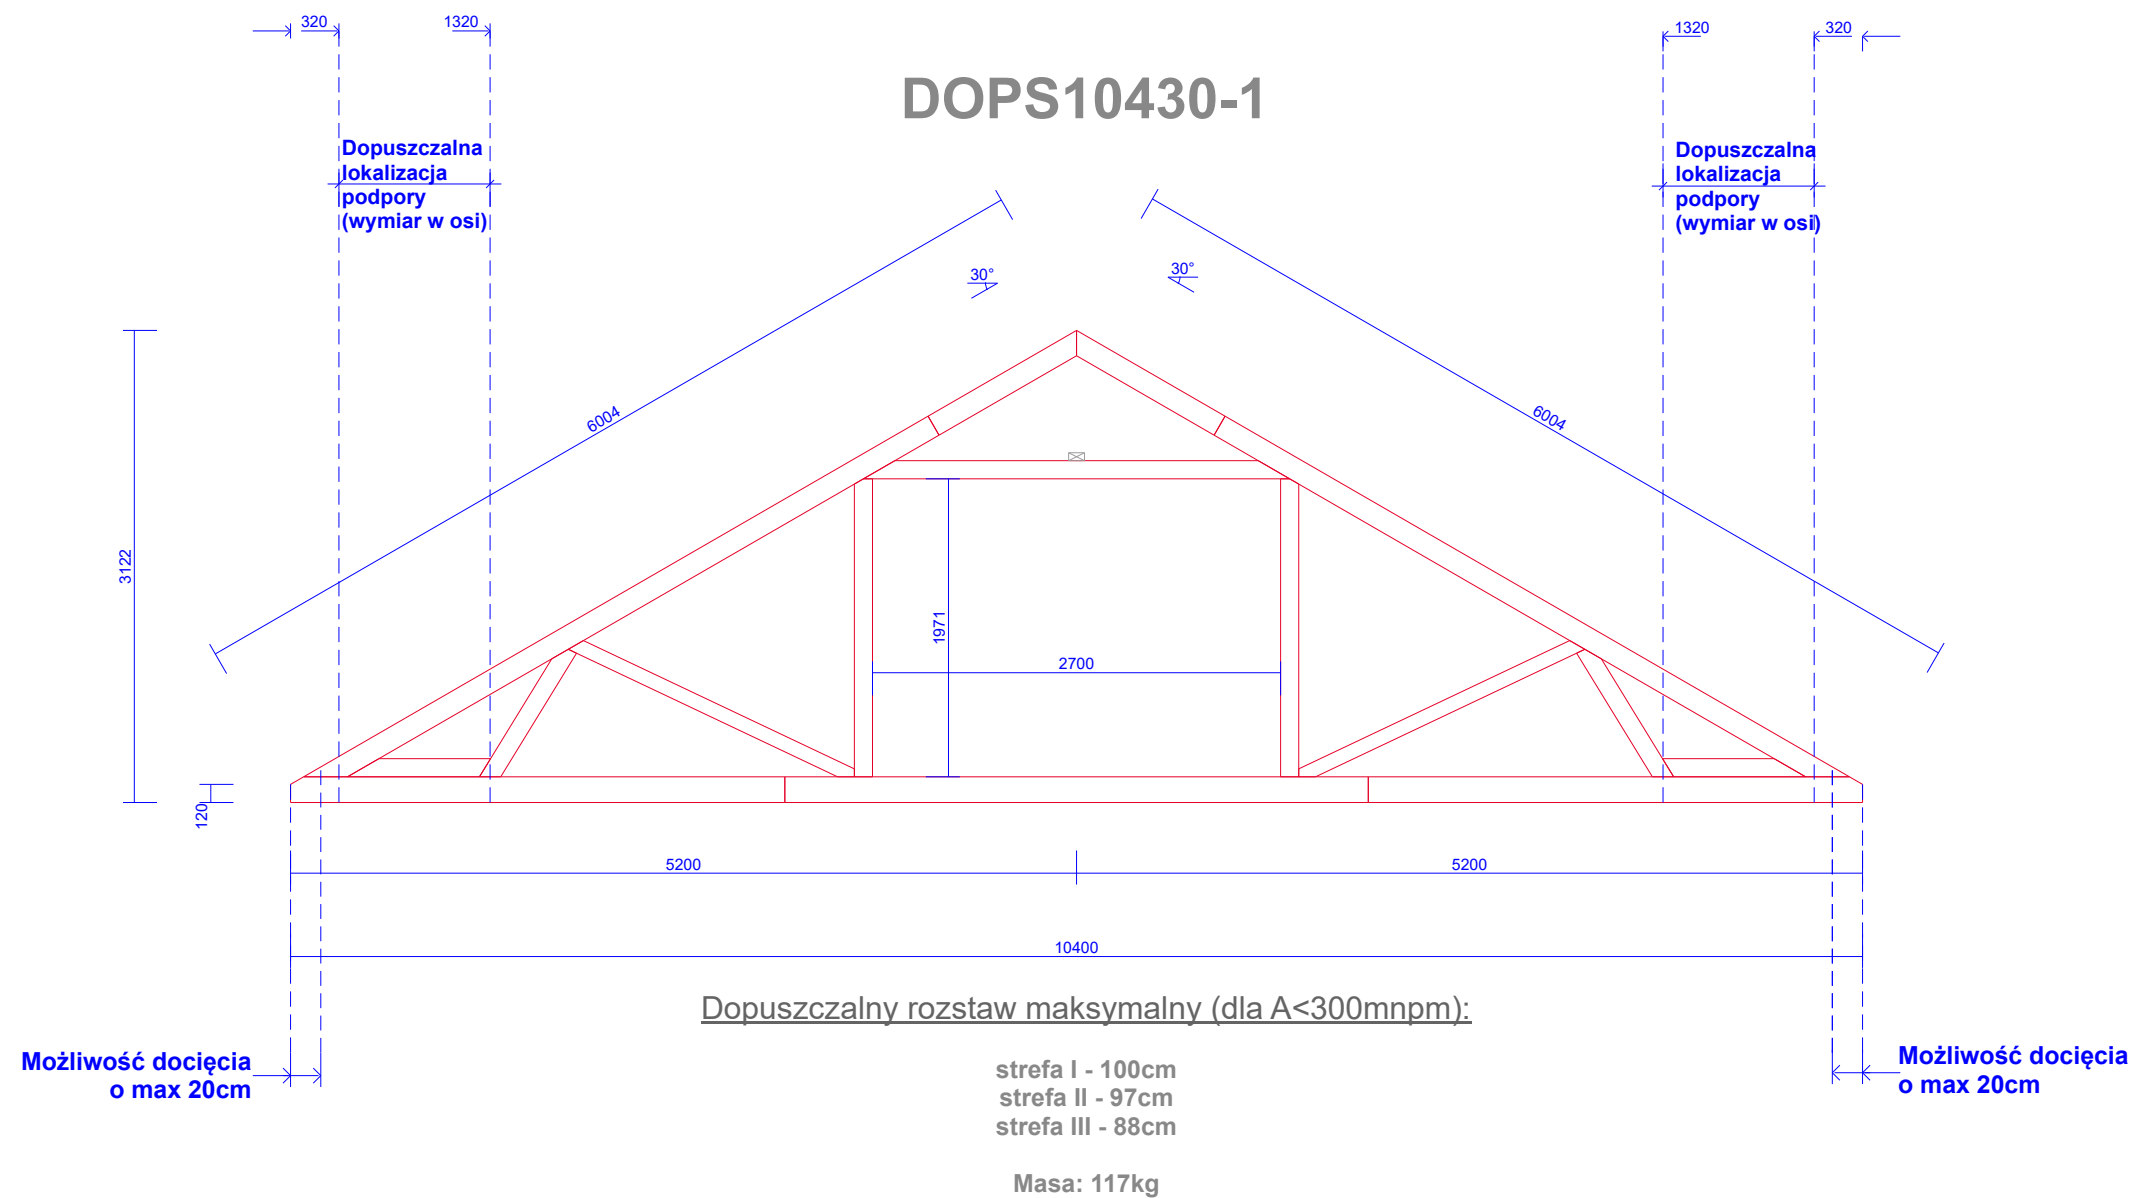 320
1320
1320
320
DOPS10430-1
Dopuszczalna
lokalizacja
podpory
(wymiar w osi)
Dopuszczalna
lokalizacja
podpory
(wymiar w osi)
30°
30°
6004
6004
3122
1971
2700
120
5200
5200
10400
Dopuszczalny rozstaw maksymalny (dla A<300mnpm):
Możliwość docięcia
o max 20cm
Możliwość docięcia
o max 20cm
strefa I - 100cm
strefa II - 97cm
strefa III - 88cm
Masa: 117kg